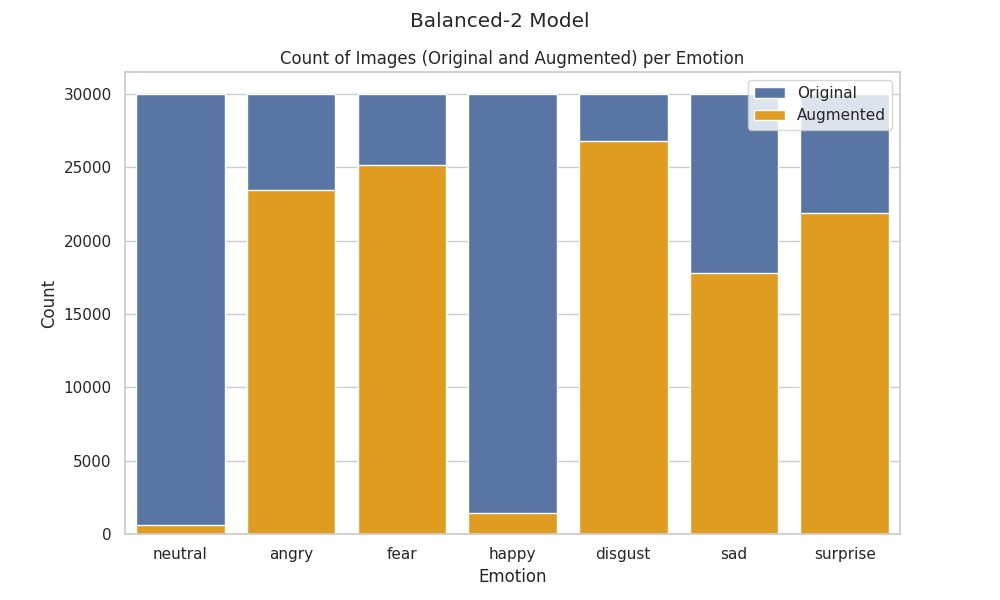 Balanced-2 Model
Count of Images (Original and Augmented) per Emotion
Original
Augmented
30000
25000
20000
15000
10000
5000
0
Count
neutral angry fear happy disgust sad surprise
Emotion